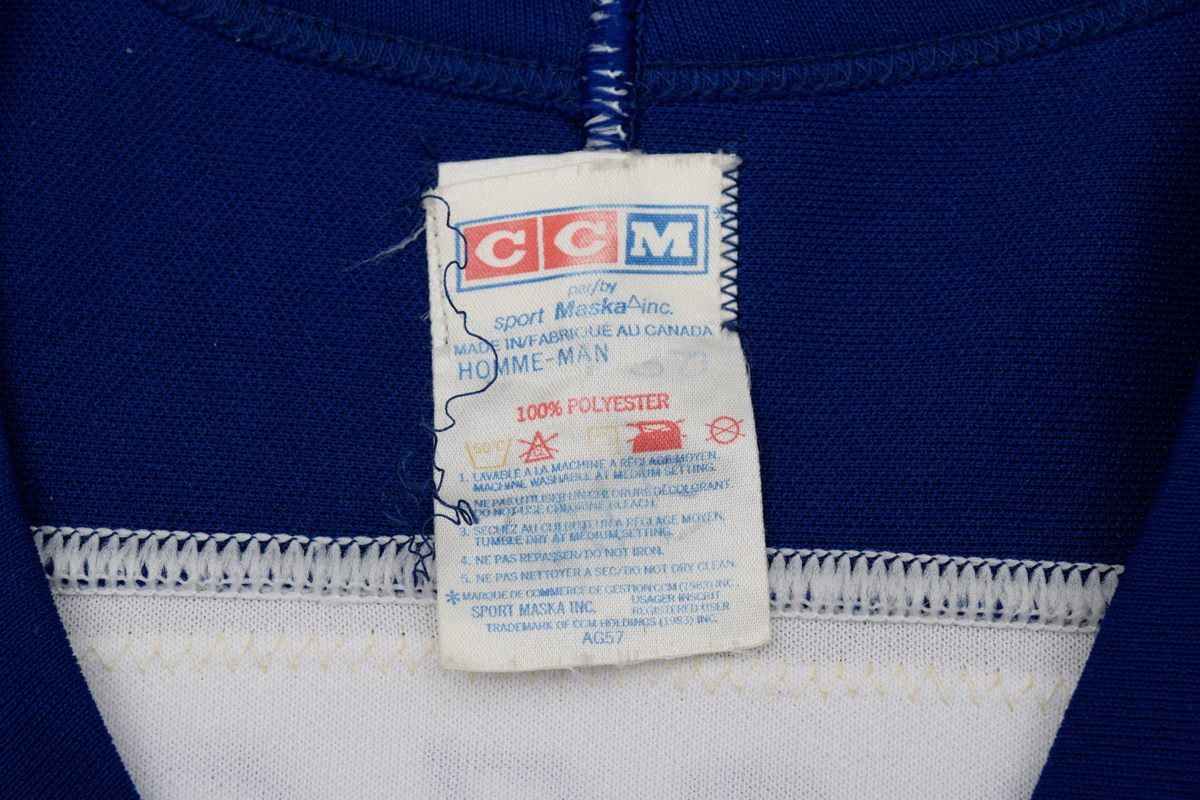 CCM*
par/by
sport Maska inc.
MADE IN/FABRIQUÉ AU CANADA
HOMME-MAN
100% POLYESTER
50°C
1. LAVABLE A LA MACHINE A RÉGLAGE MOYEN.
MACHINE WASHABLE AT MEDIUM SETTING.
NE PAS UTILISER UN CHLORURE DÉCOLORANT.
DO NOT USE CHLORINE BLEACH.
3. SECHEZ AU CULBUTEUR A REGLAGE MOYEN.
TUMBLE DRY AT MEDIUM SETTING.
4. NE PAS REPASSER/DO NOT IRON.
5. NE PAS NETTOYER A SEC/DO NOT DRY CLEAN.
*MARQUE DE COMMERCE DE GESTION CCM (1983) INC.
SPORT MASKA INC. USAGER INSCRIT
REGISTERED USER
TRADEMARK OF CCM HOLDINGS (1983) INC.
AG57